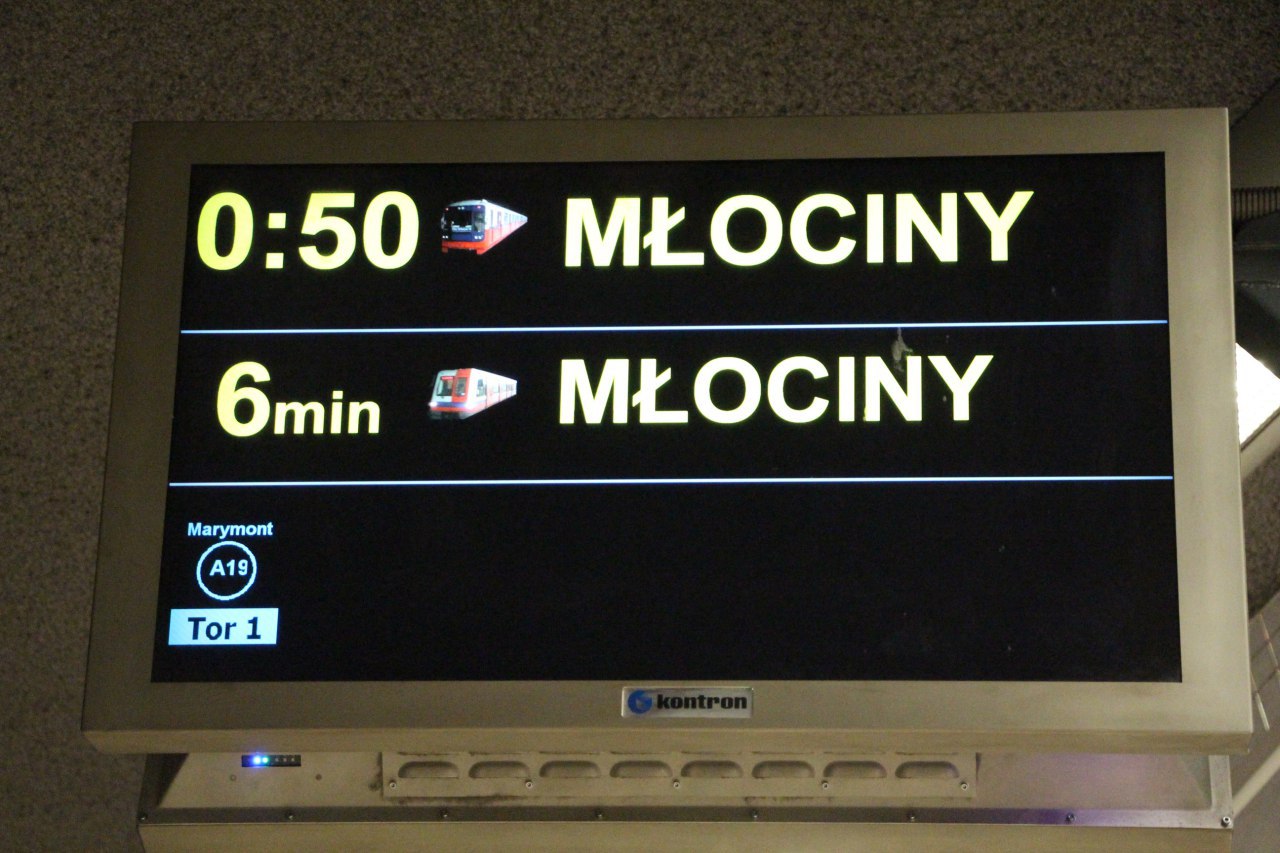 0:50 MŁOCINY
6min MŁOCINY
Marymont
A19
Tor 1
kontron